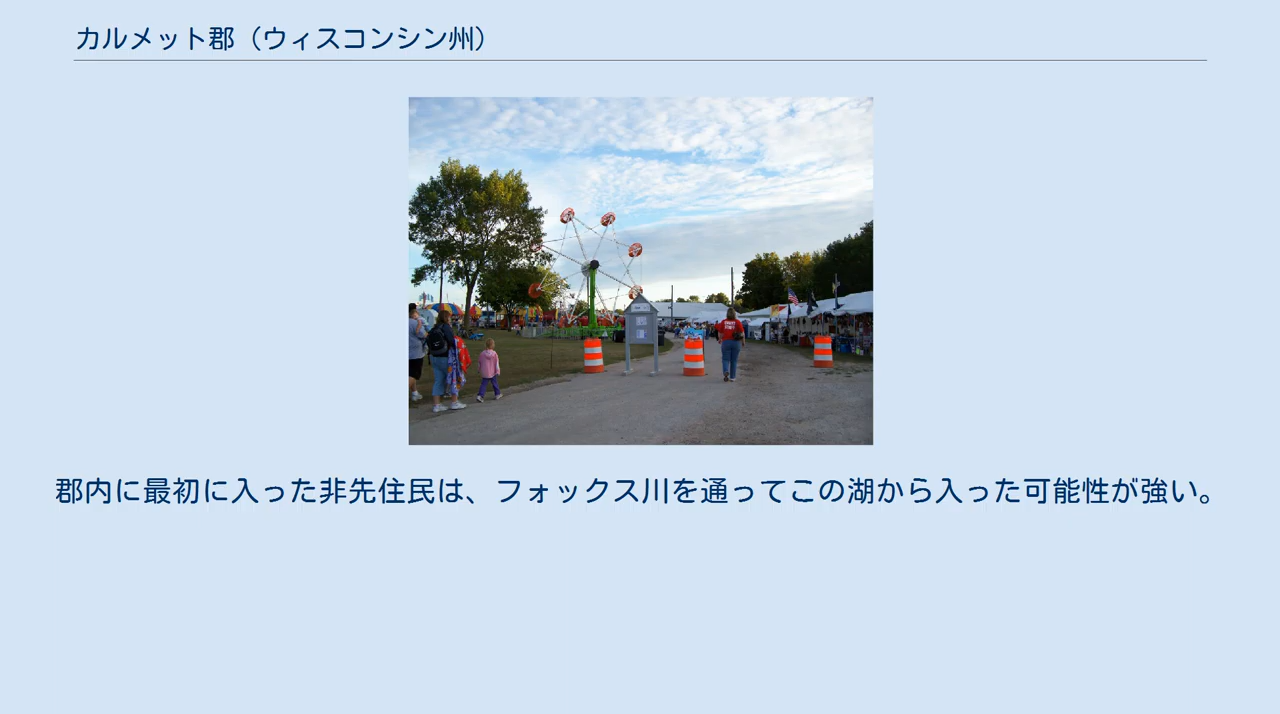 カルメット郡（ウィスコンシン州）
郡内に最初に入った非先住民は、フォックス川を通ってこの湖から入った可能性が強い。